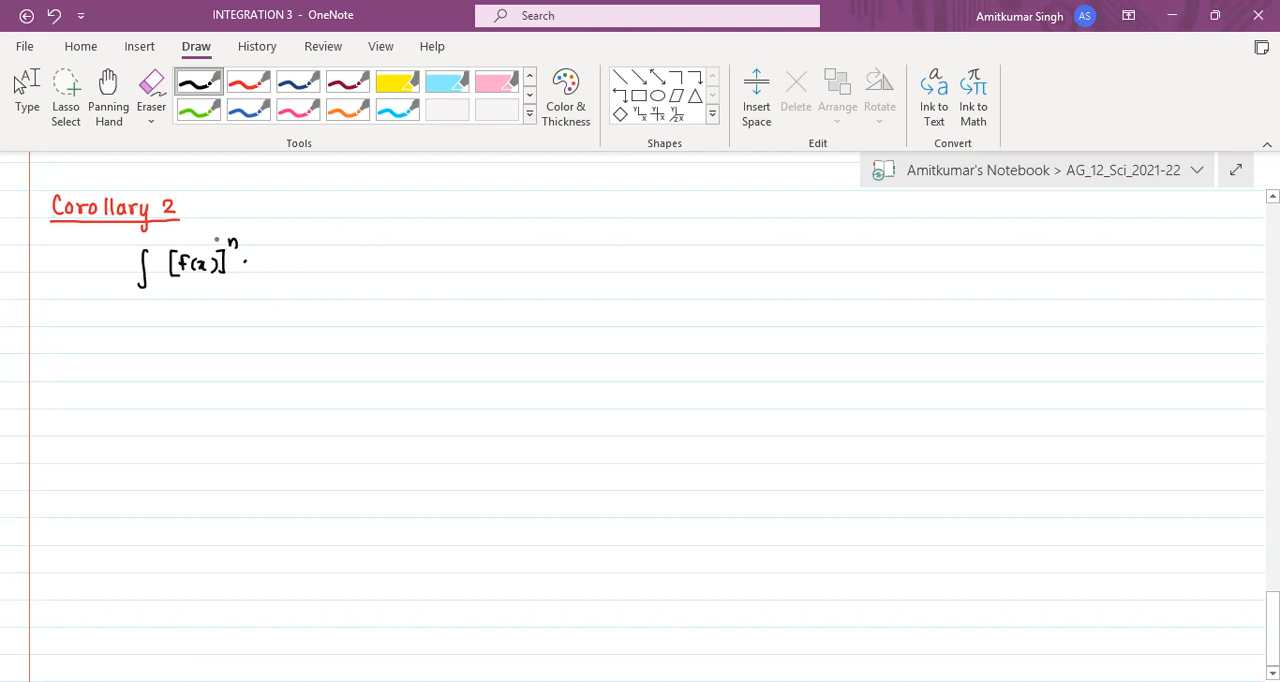 INTEGRATION 3 - OneNote
Search
Amitkumar Singh
AS
File Home Insert Draw History Review View Help
Type
Lasso Select
Panning Hand
Eraser
Color & Thickness
Insert Space
Delete
Arrange
Rotate
Ink to Text
Ink to Math
Tools
Shapes
Edit
Convert
Amitkumar's Notebook > AG_12_Sci_2021-22
Corollary 2
∫ [f(x)]ⁿ ·